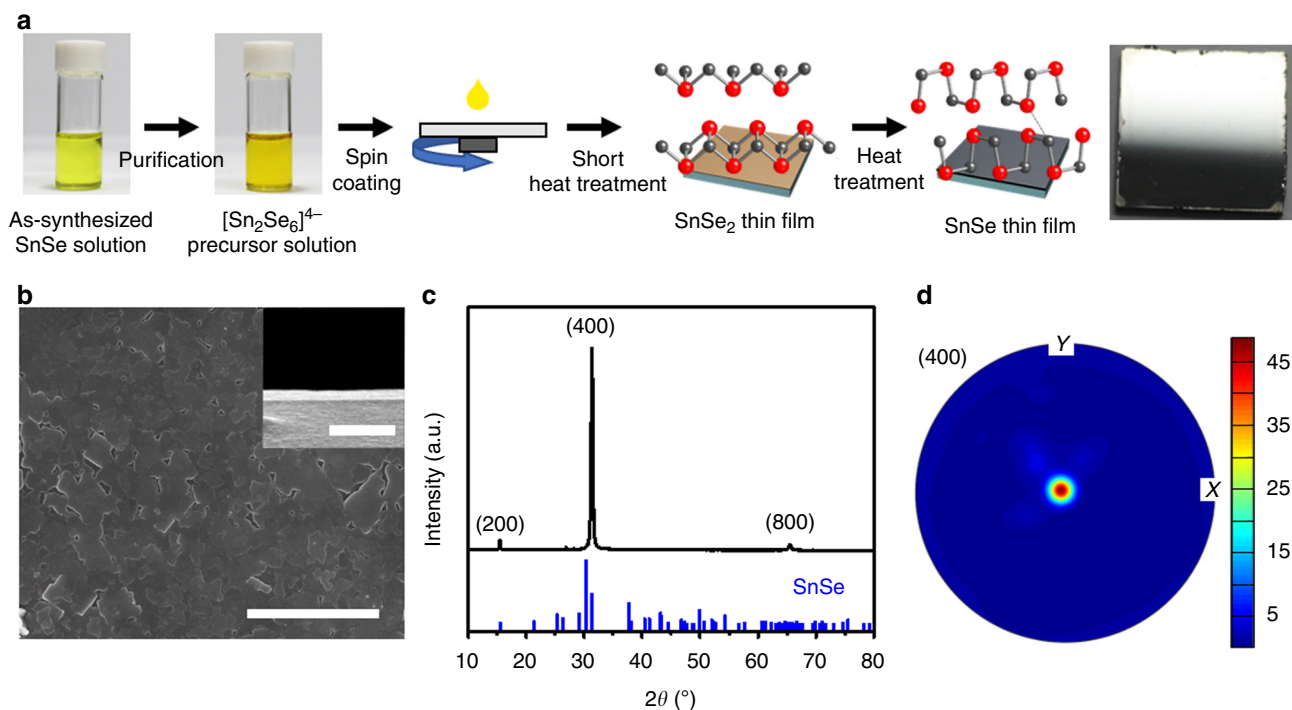 a
Purification
Spin
coating
Short
heat treatment
Heat
treatment
As-synthesized
SnSe solution
[Sn2Se6]4–
precursor solution
SnSe2 thin film
SnSe thin film
b
c
(400)
(200)
(800)
SnSe
Intensity (a.u.)
10
20
30
40
50
60
70
80
2θ (°)
d
(400)
Y
X
45
35
25
15
5